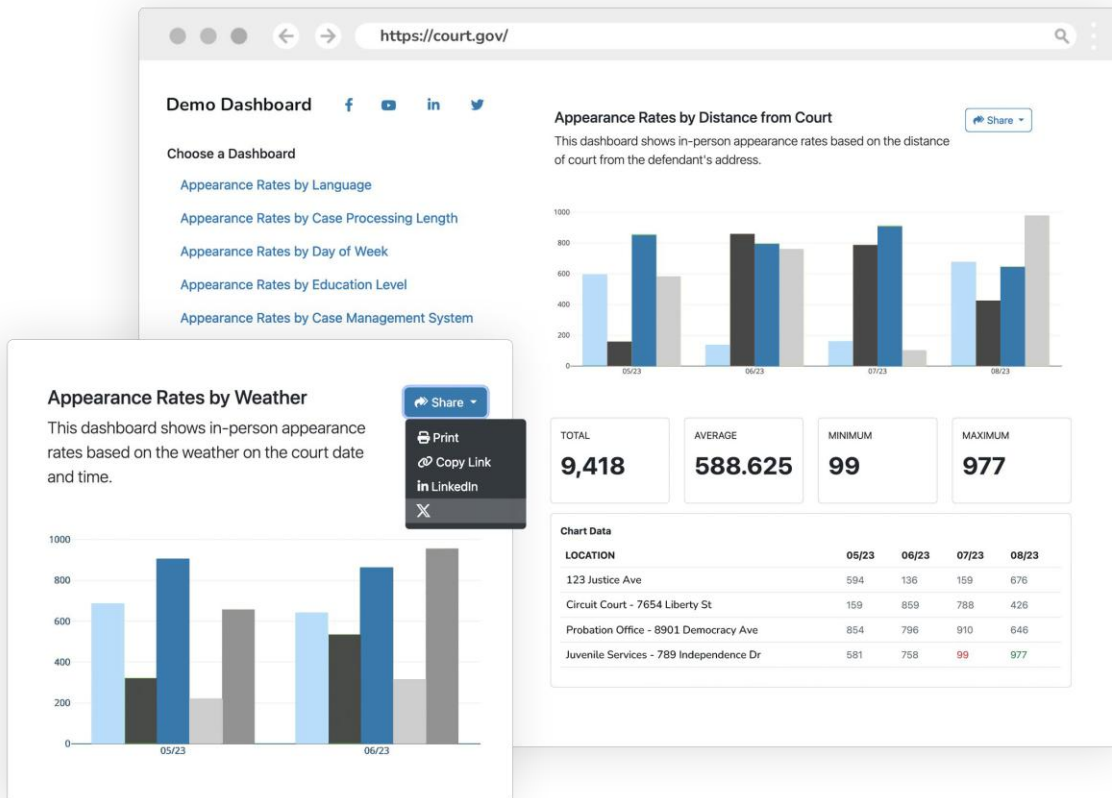 https://court.gov/
Demo Dashboard
Choose a Dashboard
Appearance Rates by Language
Appearance Rates by Case Processing Length
Appearance Rates by Day of Week
Appearance Rates by Education Level
Appearance Rates by Case Management System
Appearance Rates by Distance from Court
Share
This dashboard shows in-person appearance rates based on the distance
of court from the defendant's address.
1000
800
600
400
200
0
05/23 06/23 07/23 08/23
TOTAL
9,418
AVERAGE
588.625
MINIMUM
99
MAXIMUM
977
Chart Data
LOCATION 05/23 06/23 07/23 08/23
123 Justice Ave 594 136 159 676
Circuit Court - 7654 Liberty St 159 859 788 426
Probation Office - 8901 Democracy Ave 854 796 910 646
Juvenile Services - 789 Independence Dr 581 758 99 977
Appearance Rates by Weather
This dashboard shows in-person appearance
rates based on the weather on the court date
and time.
Share
Print
Copy Link
in LinkedIn
X
1000
800
600
400
200
0
05/23 06/23